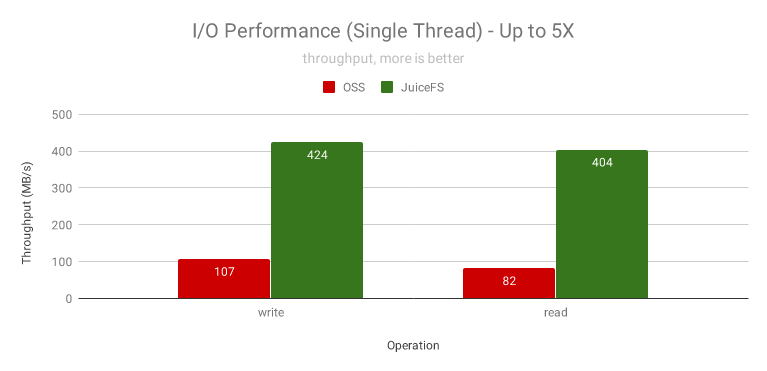 I/O Performance (Single Thread) - Up to 5X
throughput, more is better
OSS JuiceFS
Throughput (MB/s)
500
400
300
200
100
0
107
424
82
404
write read
Operation